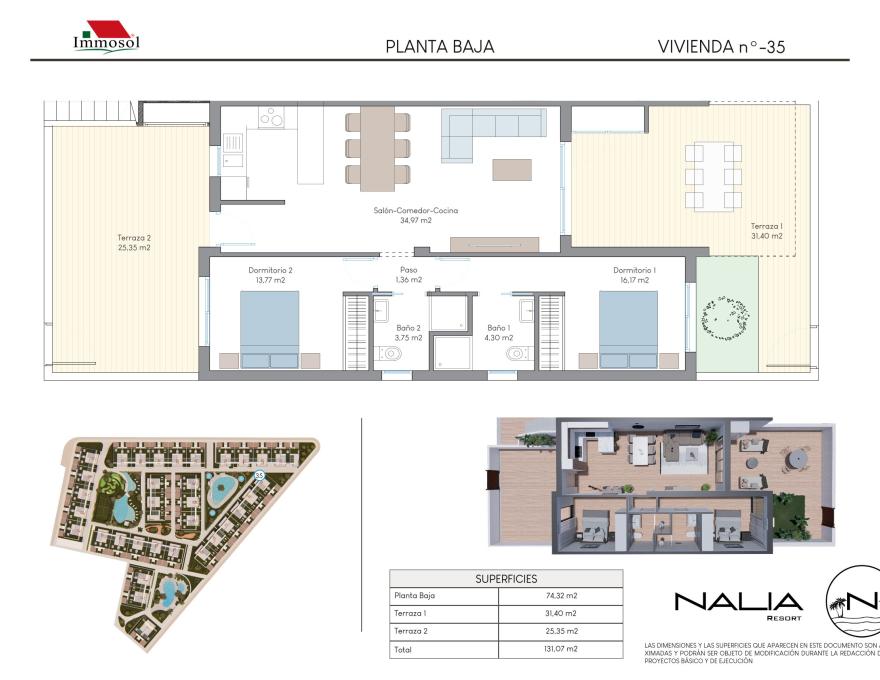 Immosol
PLANTA BAJA
VIVIENDA nº-35
Salón-Comedor-Cocina
34,97 m2
Terraza 1
31,40 m2
Terraza 2
25,35 m2
Dormitorio 2
13,77 m2
Paso
1,36 m2
Dormitorio 1
16,17 m2
Baño 2
3,75 m2
Baño 1
4,30 m2
35
SUPERFICIES
Planta Baja 74,32 m2
Terraza 1 31,40 m2
Terraza 2 25,35 m2
Total 131,07 m2
NALIA
RESORT
N
LAS DIMENSIONES Y LAS SUPERFICIES QUE APARECEN EN ESTE DOCUMENTO SON
XIMADAS Y PODRÁN SER OBJETO DE MODIFICACIÓN DURANTE LA REDACCIÓN
PROYECTOS BÁSICO Y DE EJECUCIÓN